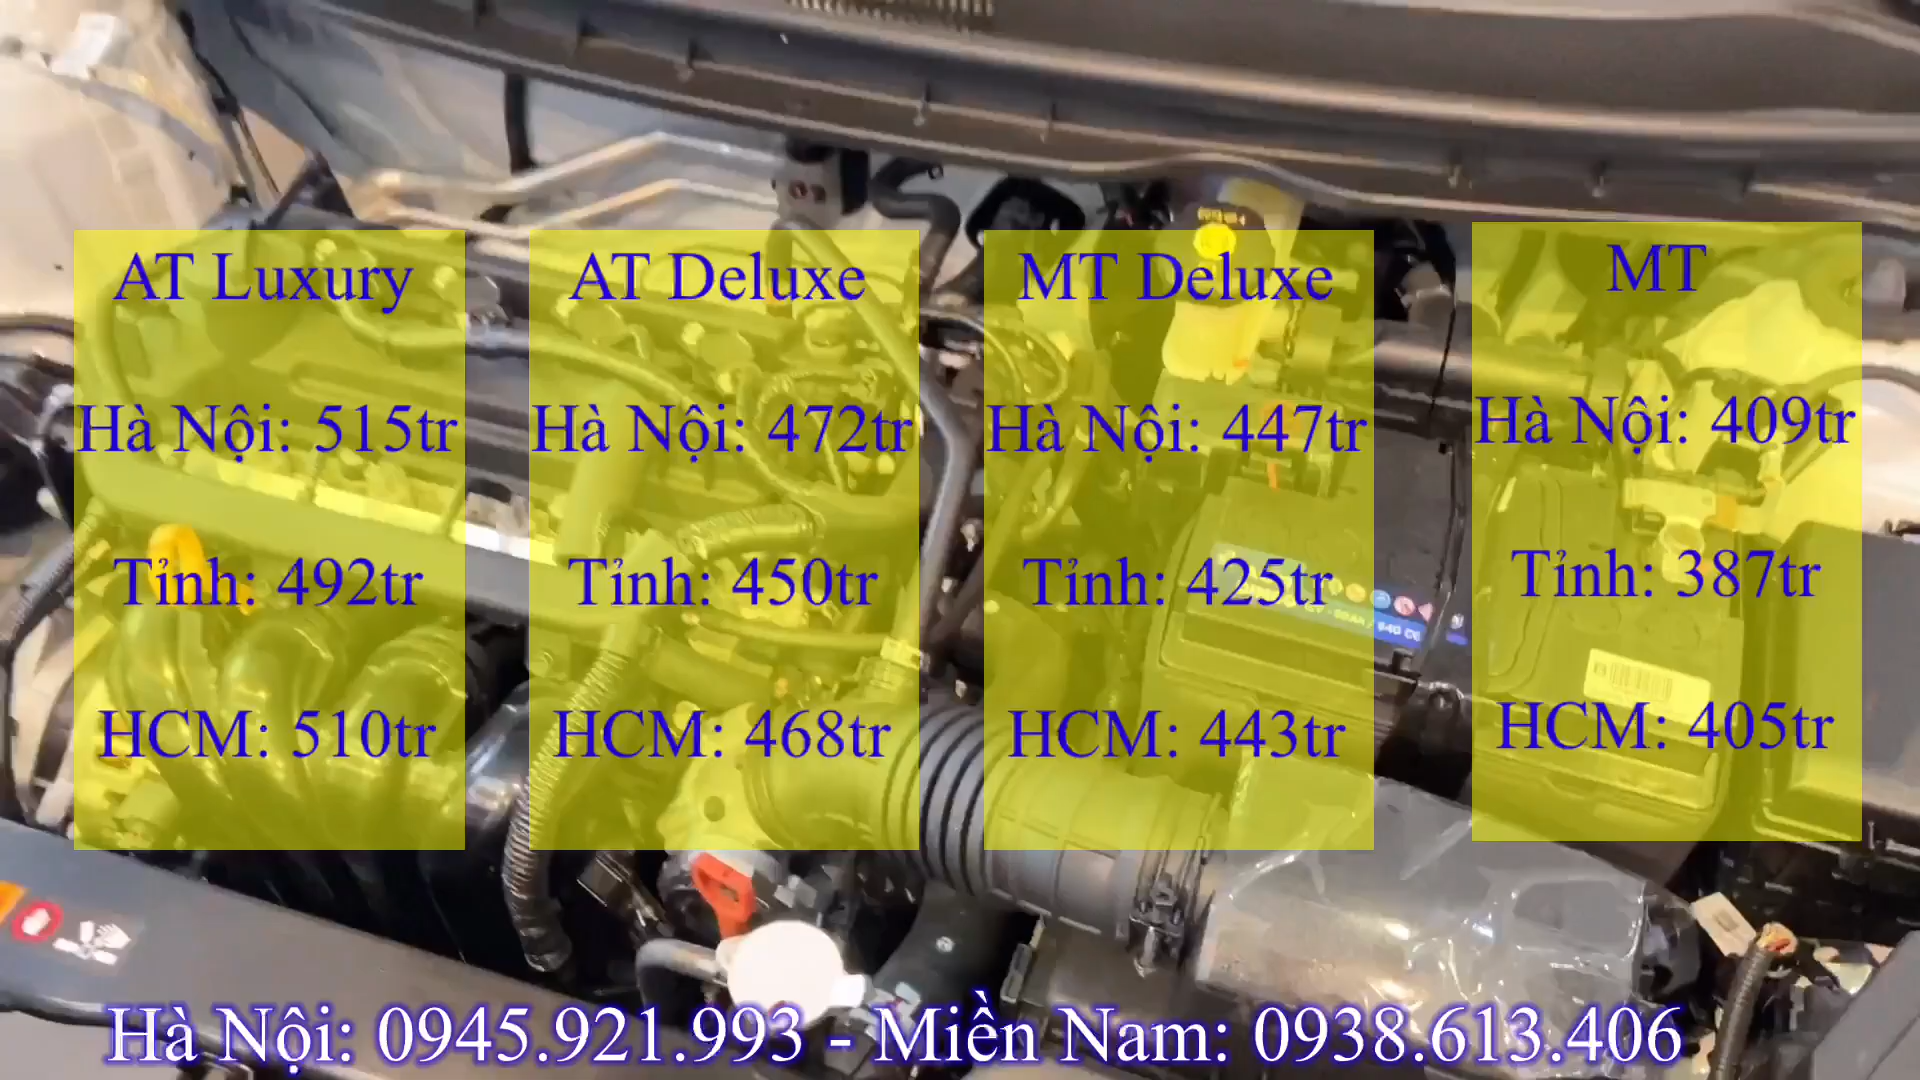 AT Luxury
Hà Nội: 515tr
Tỉnh: 492tr
HCM: 510tr
AT Deluxe
Hà Nội: 472tr
Tỉnh: 450tr
HCM: 468tr
MT Deluxe
Hà Nội: 447tr
Tỉnh: 425tr
HCM: 443tr
MT
Hà Nội: 409tr
Tỉnh: 387tr
HCM: 405tr
Hà Nội: 0945.921.993 - Miền Nam: 0938.613.406